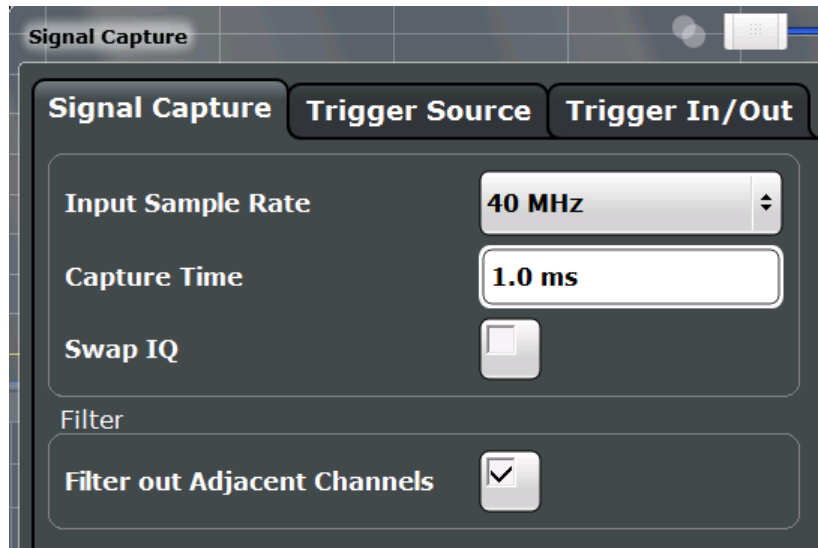 Signal Capture
Signal Capture Trigger Source Trigger In/Out
Input Sample Rate 40 MHz
Capture Time 1.0 ms
Swap IQ
Filter
Filter out Adjacent Channels